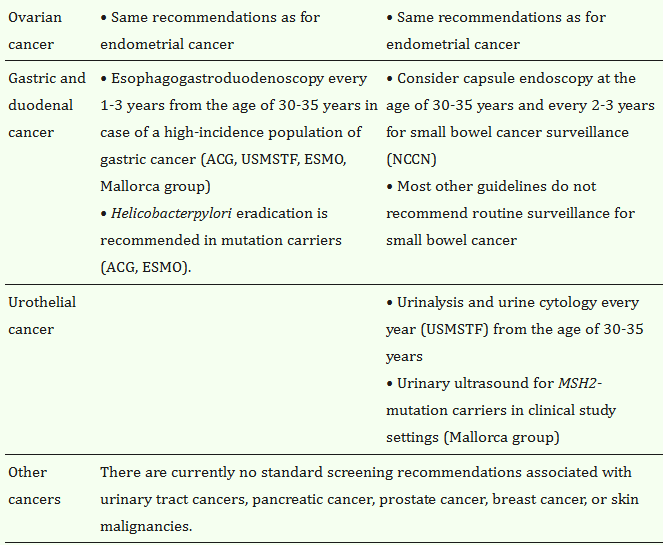 Ovarian
cancer
• Same recommendations as for
endometrial cancer
• Same recommendations as for
endometrial cancer
Gastric and
duodenal
cancer
• Esophagogastroduodenoscopy every
1-3 years from the age of 30-35 years in
case of a high-incidence population of
gastric cancer (ACG, USMSTF, ESMO,
Mallorca group)
• Helicobacterpylori eradication is
recommended in mutation carriers
(ACG, ESMO).
• Consider capsule endoscopy at the
age of 30-35 years and every 2-3 years
for small bowel cancer surveillance
(NCCN)
• Most other guidelines do not
recommend routine surveillance for
small bowel cancer
Urothelial
cancer
• Urinalysis and urine cytology every
year (USMSTF) from the age of 30-35
years
• Urinary ultrasound for MSH2-
mutation carriers in clinical study
settings (Mallorca group)
Other
cancers
There are currently no standard screening recommendations associated with
urinary tract cancers, pancreatic cancer, prostate cancer, breast cancer, or skin
malignancies.